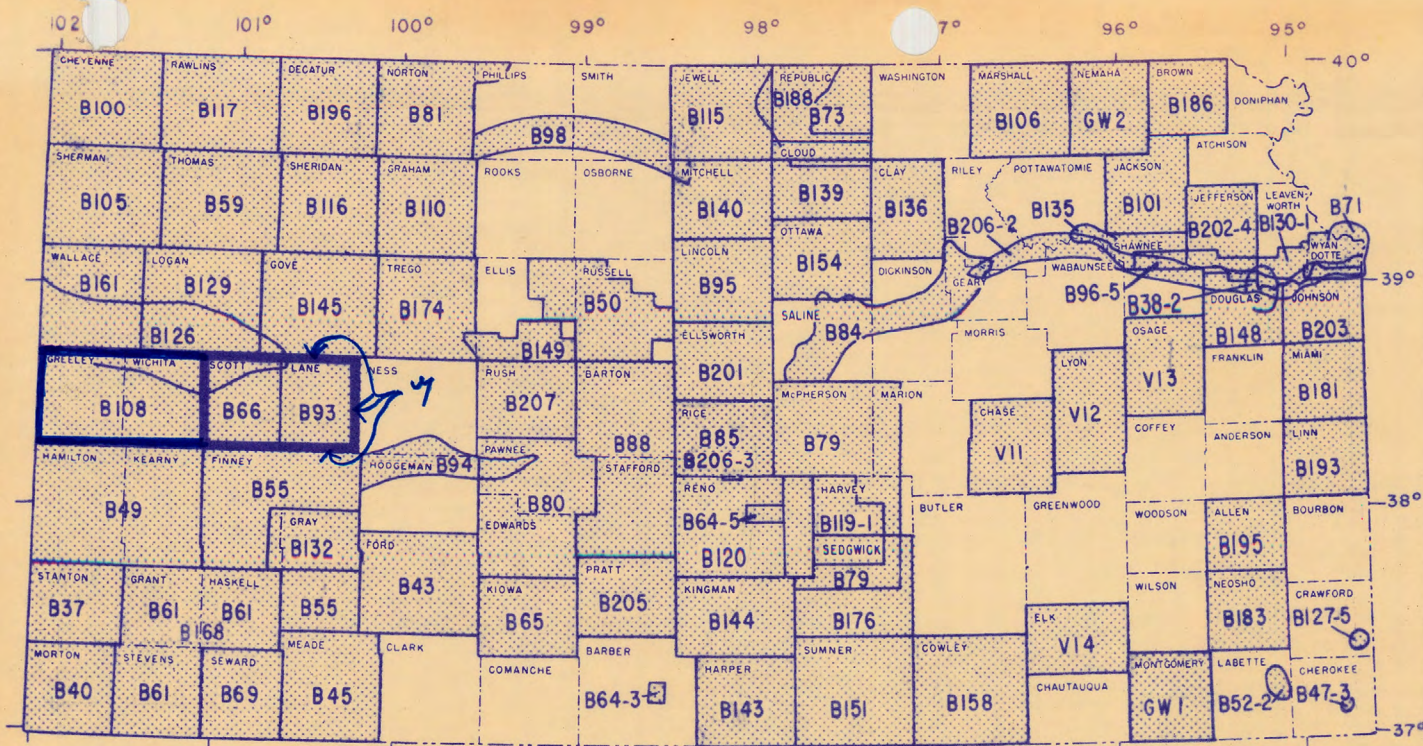 102 101° 100° 99° 98° 7° 96° 95°
40°
CHEYENNE RAWLINS DECATUR NORTON PHILLIPS SMITH JEWELL REPUBLIC WASHINGTON MARSHALL NEMAHA BROWN DONIPHAN
B100 B117 B196 B81 B98 B115 B188 B73 B106 GW2 B186
CLOUD ATCHISON
SHERMAN THOMAS SHERIDAN GRAHAM ROOKS OSBORNE MITCHELL CLAY RILEY POTTAWATOMIE JACKSON JEFFERSON LEAVEN WORTH
B105 B59 B116 B110 B140 B139 B136 B206-2 B135 B101 B202-4 B130-1 B71
OTTAWA SHAWNEE WYAN DOTTE
WALLACE LOGAN GOVE TREGO ELLIS RUSSELL LINCOLN DICKINSON GEARY WABAUNSEE DOUGLAS JOHNSON
39°
B161 B129 B145 B174 B50 B95 B154 B96-5 B38-2 B148 B203
B126 B149 SALINE B84 MORRIS OSAGE
ELLSWORTH LYON FRANKLIN MIAMI
GREELEY WICHITA SCOTT LANE NESS RUSH BARTON B201 V13 B181
B108 B66 B93 B207 McPHERSON MARION CHASE V12
RICE COFFEY ANDERSON LINN
B88 B85 B79 V11 B193
HAMILTON KEARNY FINNEY HODGEMAN B94 PAWNEE STAFFORD B206-3
B49 B55 B80 RENO HARVEY BUTLER GREENWOOD WOODSON ALLEN BOURBON
38°
GRAY EDWARDS B64-5 B119-1 B195
B132 FORD B120 SEDGWICK
STANTON GRANT HASKELL KIOWA PRATT KINGMAN B79 WILSON NEOSHO CRAWFORD
B37 B61 B61 B55 B43 B65 B205 B144 B176 ELK B183 B127-5
B168
MORTON STEVENS SEWARD MEADE CLARK COMANCHE BARBER HARPER SUMNER COWLEY V14 MONTGOMERY LABETTE CHEROKEE
B40 B61 B69 B45 B64-3 B143 B151 B158 CHAUTAUQUA GW1 B52-2 B47-3
37°